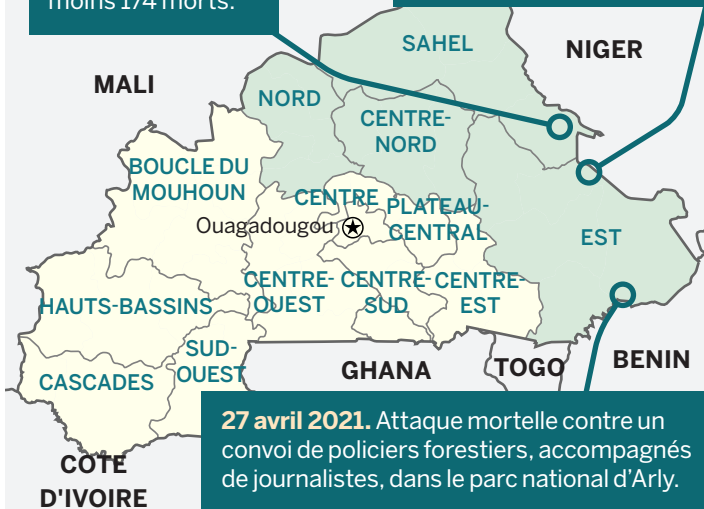 moins 174 morts.
SAHEL
NIGER
MALI
NORD
CENTRE-
NORD
BOUCLE DU
MOUHOUN
CENTRE
PLATEAU-
CENTRAL
Ouagadougou
EST
CENTRE-
OUEST
CENTRE-
SUD
CENTRE-
EST
HAUTS-BASSINS
SUD-
OUEST
CASCADES
GHANA
TOGO
BENIN
27 avril 2021. Attaque mortelle contre un
convoi de policiers forestiers, accompagnés
de journalistes, dans le parc national d'Arly.
COTE
D'IVOIRE